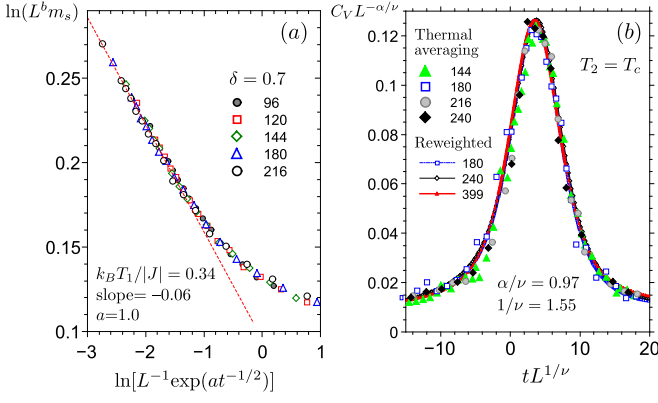 ln(L^b m_s)
(a)
0.25
0.2
0.15
0.1
δ = 0.7
96
120
144
180
216
k_BT_1/|J| = 0.34
slope= −0.06
a=1.0
−3 −2 −1 0 1
ln[L^{−1}exp(at^{−1/2})]
C_V L^{−α/ν}
(b)
0.12
0.1
0.08
0.06
0.04
0.02
0
Thermal
averaging
144
180
216
240
Reweighted
180
240
399
T_2 = T_c
α/ν = 0.97
1/ν = 1.55
−10 0 10 20
tL^{1/ν}